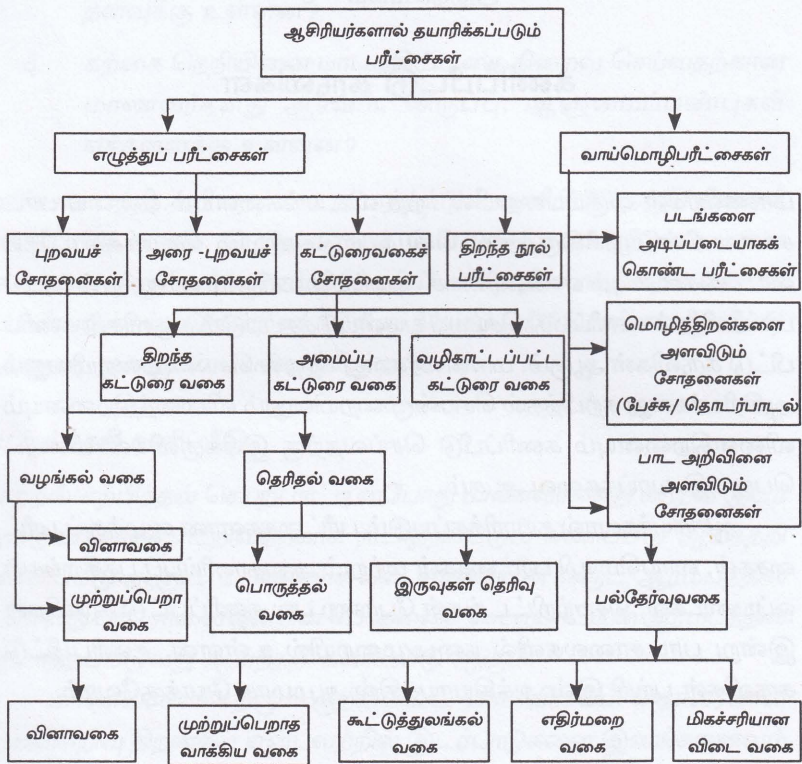 ஆசிரியர்களால் தயாரிக்கப்படும்
பரீட்சைகள்
எழுத்துப் பரீட்சைகள்
வாய்மொழிபரீட்சைகள்
புறவயச்
சோதனைகள்
அரை -புறவயச்
சோதனைகள்
கட்டுரைவகைச்
சோதனைகள்
திறந்த நூல்
பரீட்சைகள்
படங்களை
அடிப்படையாகக்
கொண்ட பரீட்சைகள்
திறந்த
கட்டுரை வகை
அமைப்பு
கட்டுரை வகை
வழிகாட்டப்பட்ட
கட்டுரை வகை
மொழித்திறன்களை
அளவிடும்
சோதனைகள்
(பேச்சு/ தொடர்பாடல்)
வழங்கல் வகை
தெரிதல் வகை
பாட அறிவினை
அளவிடும்
சோதனைகள்
வினாவகை
முற்றுப்பெறா
வகை
பொருத்தல்
வகை
இருவுகள் தெரிவு
வகை
பல்தேர்வுவகை
வினாவகை
முற்றுப்பெறாத
வாக்கிய வகை
கூட்டுத்துலங்கல்
வகை
எதிர்மறை
வகை
மிகச்சரியான
விடை வகை